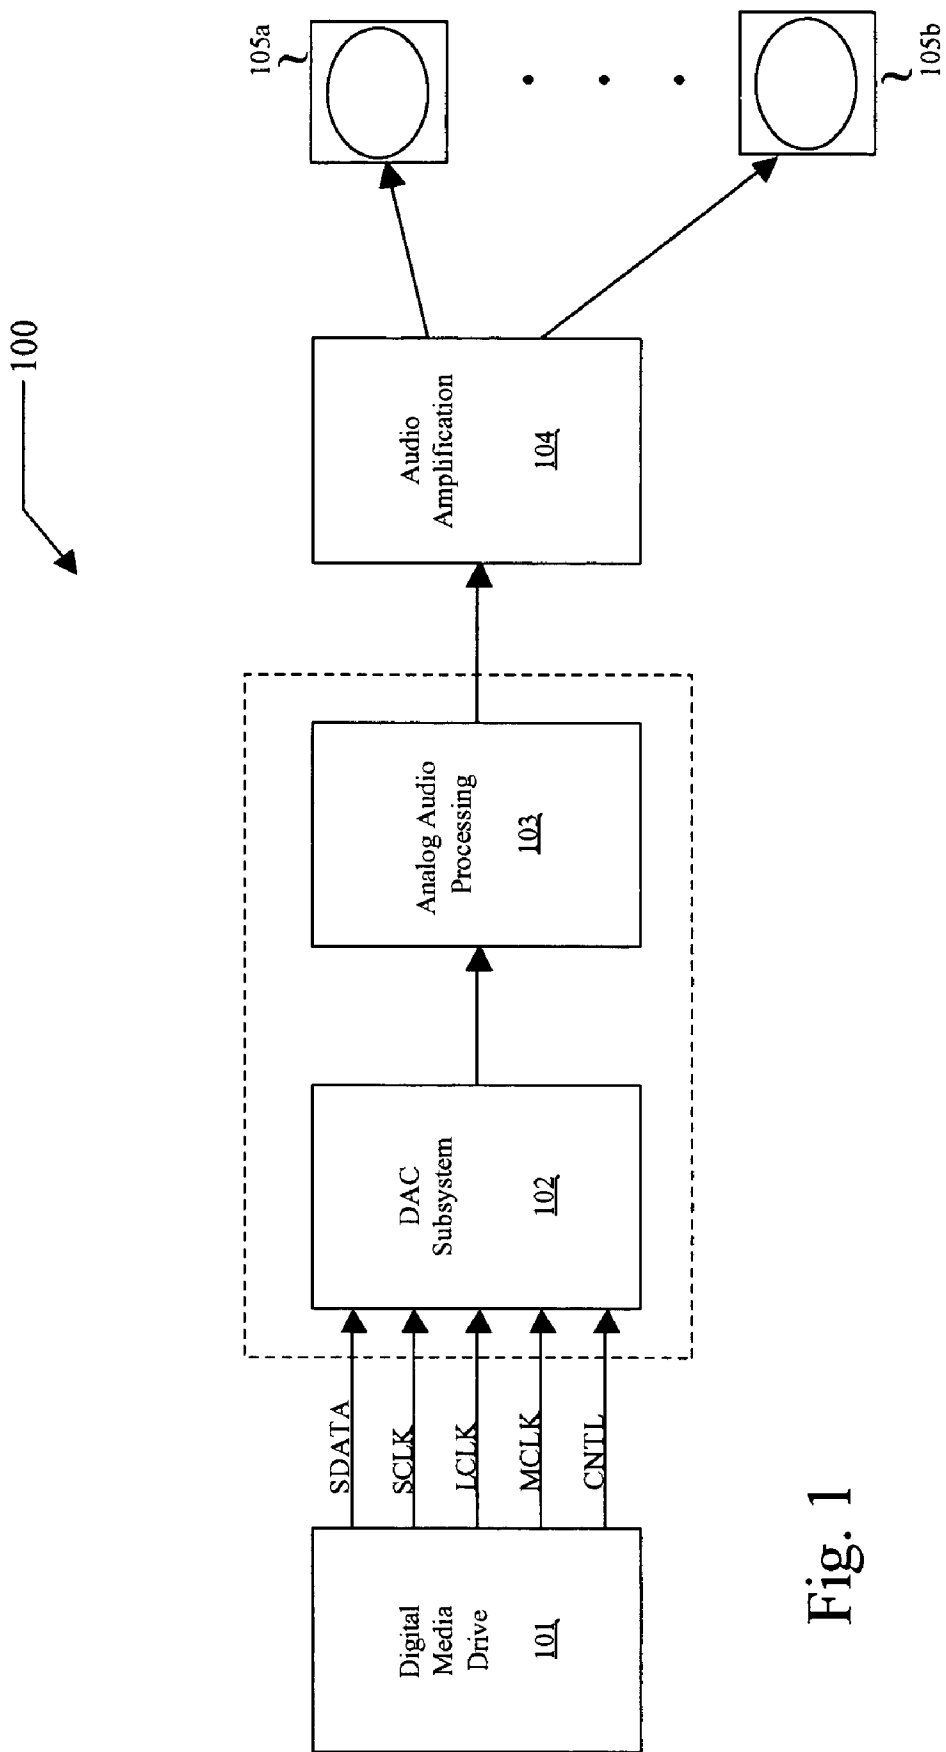 100
Digital
Media
Drive
101
SDATA
SCLK
LCLK
MCLK
CNTL
DAC
Subsystem
102
Analog Audio
Processing
103
Audio
Amplification
104
105a
105b
Fig. 1